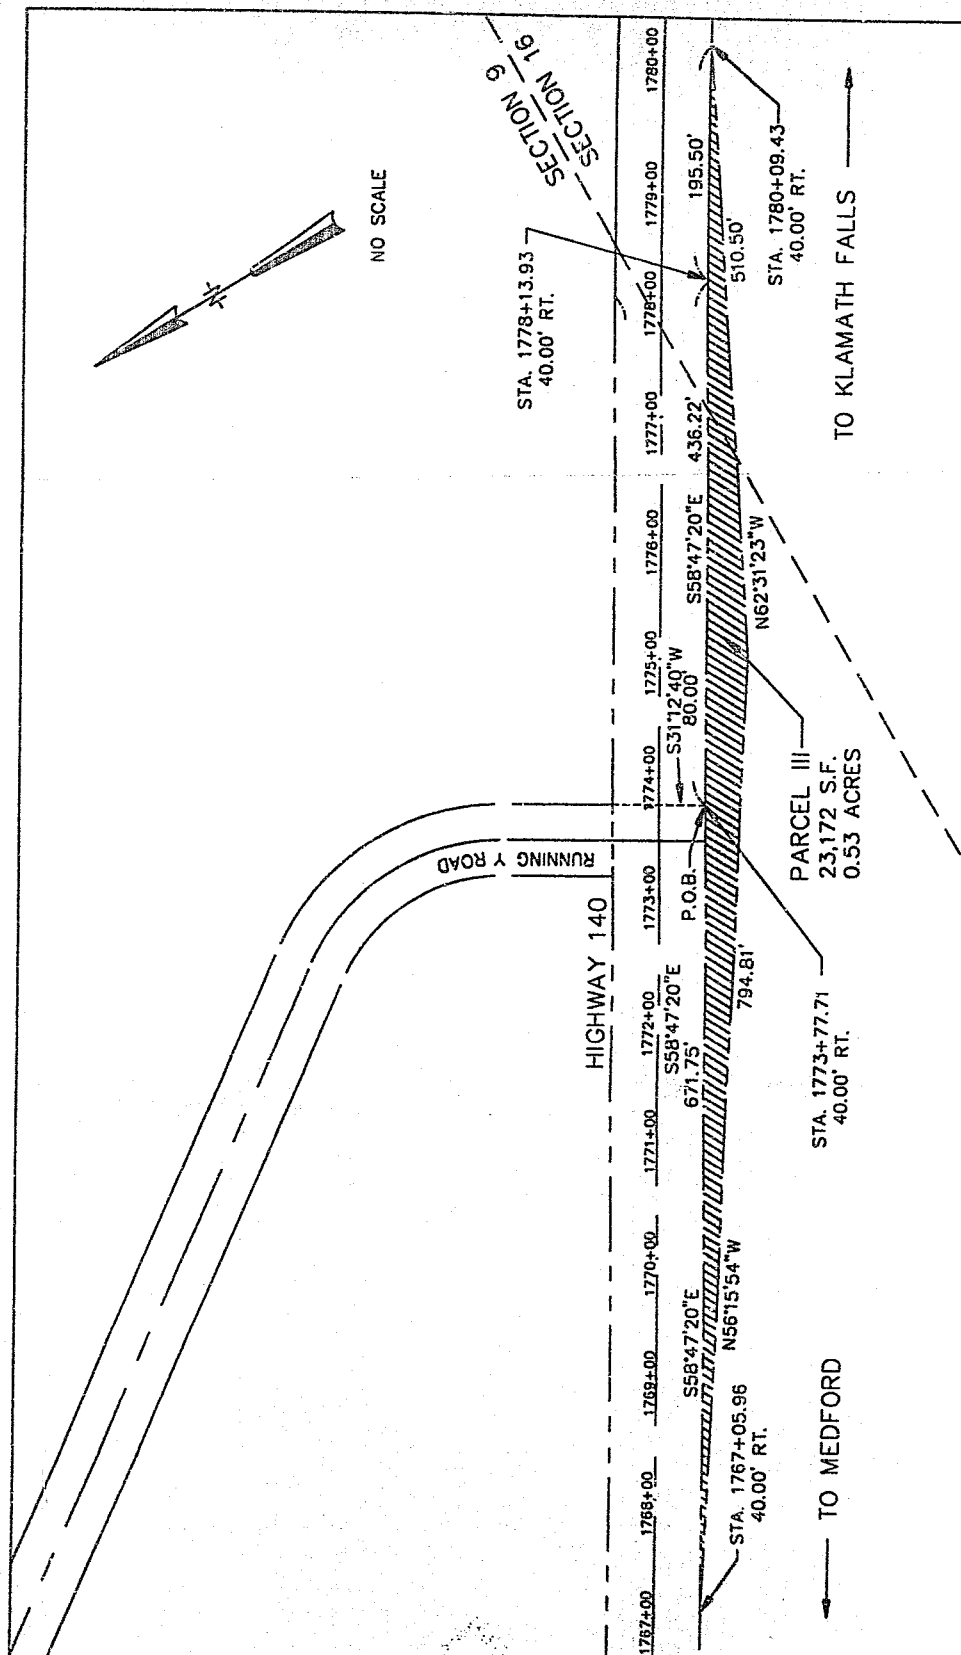 SECTION 9
SECTION 16
NO SCALE
STA. 1778+13.93
40.00' RT.
1780+00
1779+00
1778+00
1777+00
1776+00
1775+00
1774+00
1773+00
1772+00
1771+00
1770+00
1769+00
1768+00
1767+00
195.50'
510.50'
STA. 1780+09.43
40.00' RT.
TO KLAMATH FALLS
436.22'
S58°47'20"E
N62°31'23"W
S31°12'40"W
80.00'
P.O.B.
PARCEL III
23,172 S.F.
0.53 ACRES
RUNNING Y ROAD
HIGHWAY 140
S58°47'20"E
671.75'
794.81'
STA. 1773+77.71
40.00' RT.
S58°47'20"E
N56°15'54"W
STA. 1767+05.96
40.00' RT.
TO MEDFORD